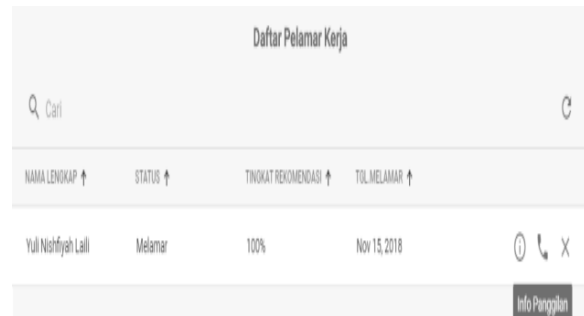 Daftar Pelamar Kerja
Cari
NAMA LENGKAP STATUS TINGKAT REKOMENDASI TGL.MELAMAR
Yuli Nishfiyah Laili Melamar 100% Nov 15, 2018
Info Panggilan